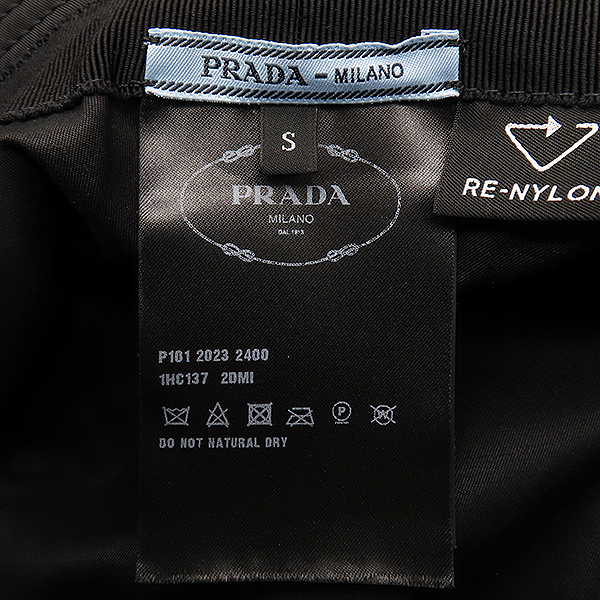 PRADA - MILANO
S
PRADA
MILANO
DAL 1913
RE-NYLON
P101 2023 2400
1HC137 2DMI
P
W
DO NOT NATURAL DRY